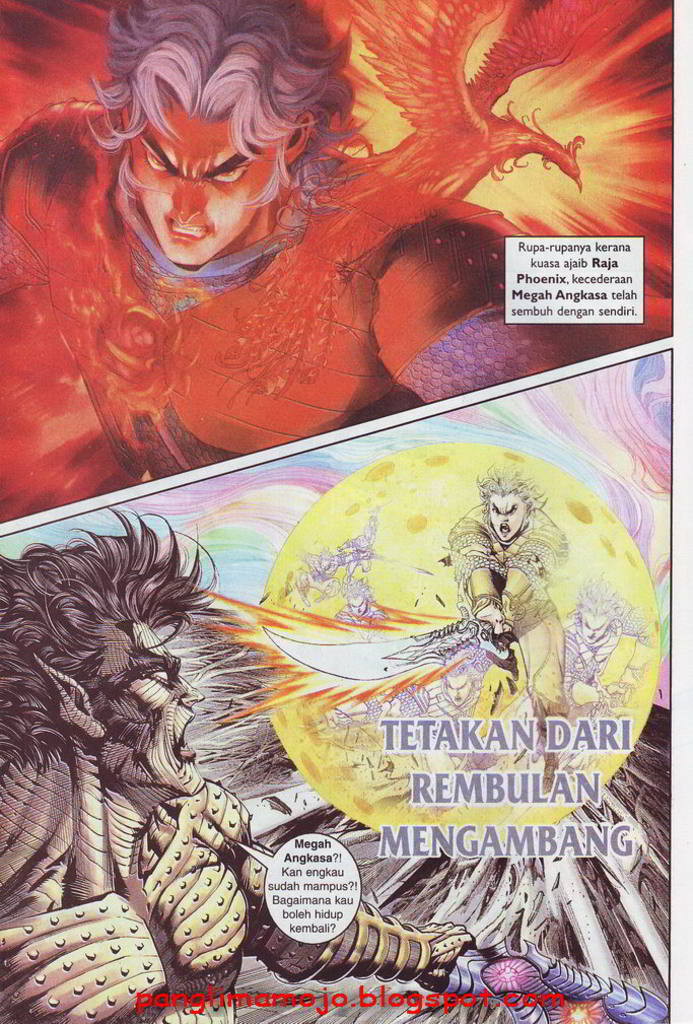 Rupa-rupanya kerana
kuasa ajaib Raja
Phoenix, kecederaan
Megah Angkasa telah
sembuh dengan sendiri.
TETAKAN DARI
REMBULAN
MENGAMBANG
Megah
Angkasa?!
Kan engkau
sudah mampus?!
Bagaimana kau
boleh hidup
kembali?
panglimamojo.blogspot.com